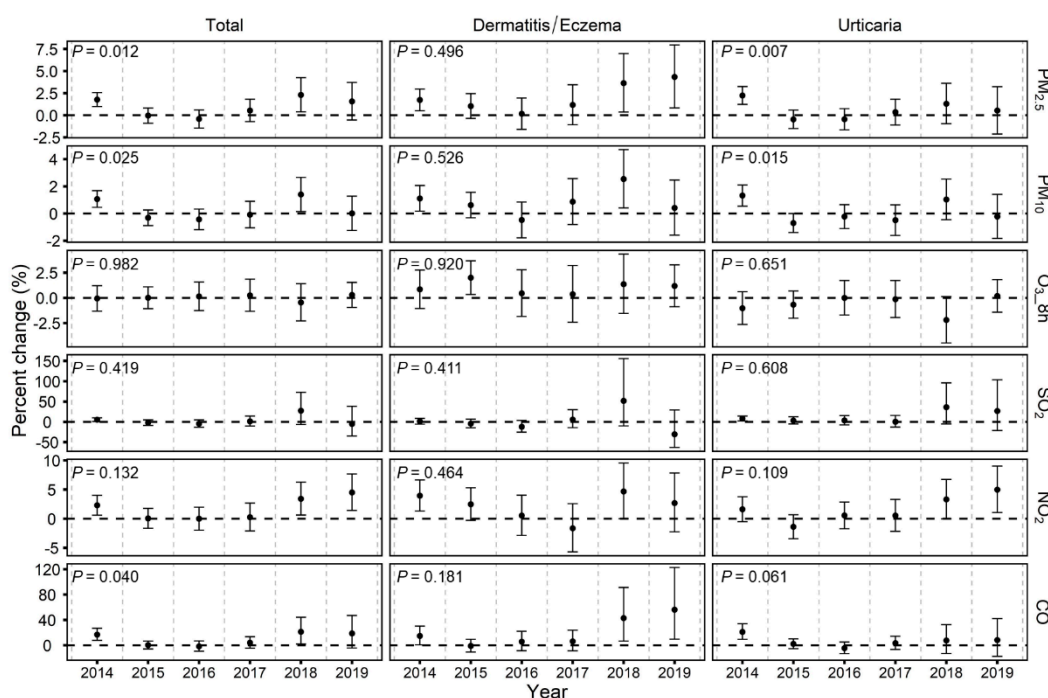 Total Dermatitis/Eczema Urticaria
P = 0.012 P = 0.496 P = 0.007
7.5
5.0
2.5
0.0
-2.5
PM2.5
P = 0.025 P = 0.526 P = 0.015
4
2
0
-2
PM10
P = 0.982 P = 0.920 P = 0.651
2.5
0.0
-2.5
O3_8h
P = 0.419 P = 0.411 P = 0.608
150
100
50
0
-50
SO2
P = 0.132 P = 0.464 P = 0.109
10
5
0
-5
NO2
P = 0.040 P = 0.181 P = 0.061
120
80
40
0
CO
Percent change (%)
2014 2015 2016 2017 2018 2019 2014 2015 2016 2017 2018 2019 2014 2015 2016 2017 2018 2019
Year